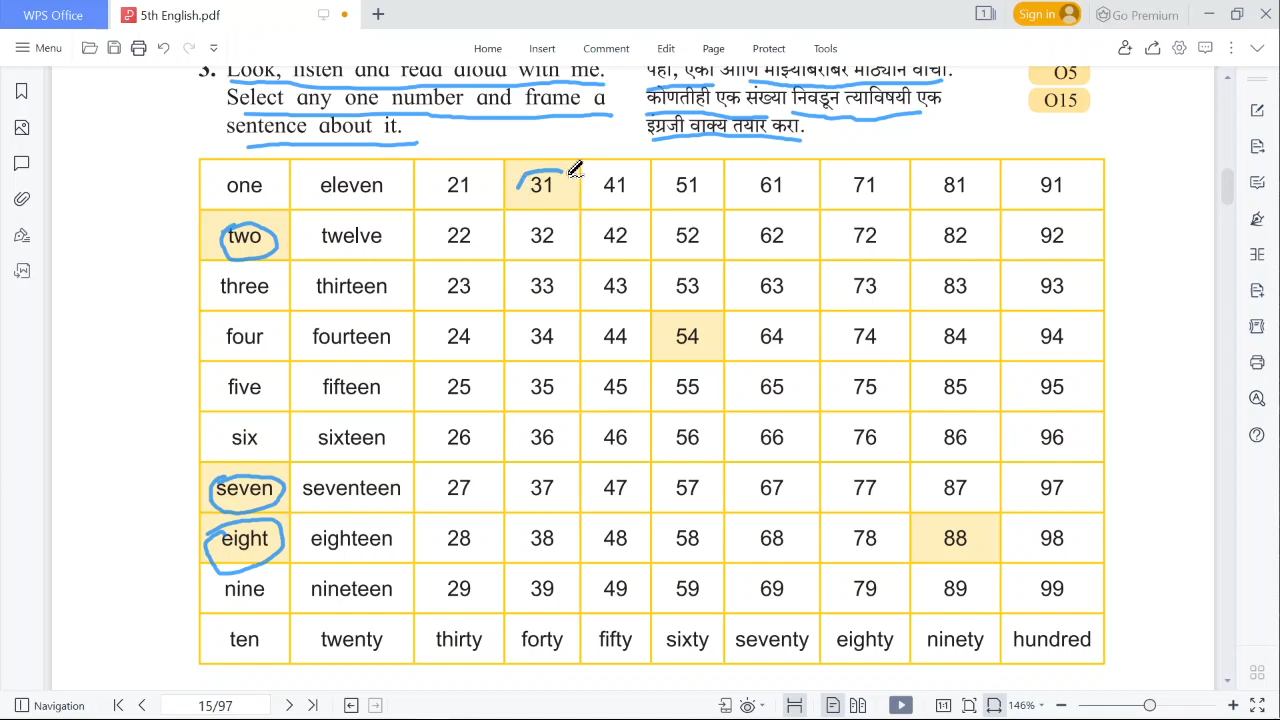 WPS Office
5th English.pdf
Sign in
Go Premium
Menu
Home Insert Comment Edit Page Protect Tools
3. Look, listen and read aloud with me.
Select any one number and frame a
sentence about it.
पहा, ऐका आणि माझ्याबरोबर मोठ्याने वाचा.
कोणतीही एक संख्या निवडून त्याविषयी एक
इंग्रजी वाक्य तयार करा.
O5
O15
one eleven 21 31 41 51 61 71 81 91
two twelve 22 32 42 52 62 72 82 92
three thirteen 23 33 43 53 63 73 83 93
four fourteen 24 34 44 54 64 74 84 94
five fifteen 25 35 45 55 65 75 85 95
six sixteen 26 36 46 56 66 76 86 96
seven seventeen 27 37 47 57 67 77 87 97
eight eighteen 28 38 48 58 68 78 88 98
nine nineteen 29 39 49 59 69 79 89 99
ten twenty thirty forty fifty sixty seventy eighty ninety hundred
Navigation 15/97 146%